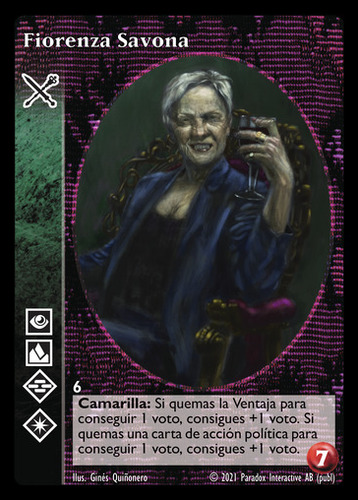 Fiorenza Savona
6
Camarilla: Si quemas la Ventaja para
conseguir 1 voto, consigues +1 voto. Si
quemas una carta de acción política para
conseguir 1 voto, consigues +1 voto.
7
Ilus. Ginés Quiñonero © 2021 Paradox Interactive AB (publ)